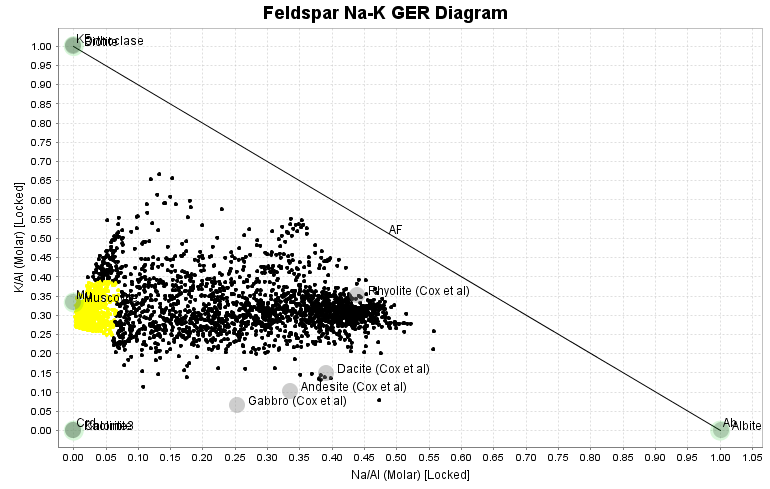 Feldspar Na-K GER Diagram
Orthoclase
1.00
0.95
0.90
0.85
0.80
0.75
0.70
0.65
0.60
0.55
0.50
0.45
0.40
0.35
0.30
0.25
0.20
0.15
0.10
0.05
0.00
K/Al (Molar) [Locked]
AF
Rhyolite (Cox et al)
Mu
Muscovite
Dacite (Cox et al)
Andesite (Cox et al)
Gabbro (Cox et al)
Ab
Albite
0.00 0.05 0.10 0.15 0.20 0.25 0.30 0.35 0.40 0.45 0.50 0.55 0.60 0.65 0.70 0.75 0.80 0.85 0.90 0.95 1.00 1.05
Na/Al (Molar) [Locked]